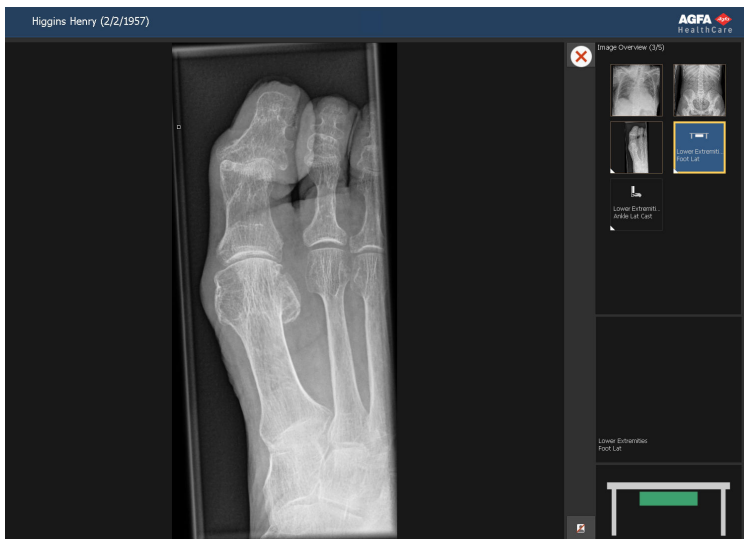 Higgins Henry (2/2/1957)
AGFA
HealthCare
Image Overview (3/5)
Lower Extremiti...
Foot Lat
Lower Extremiti...
Ankle Lat Cast
Lower Extremities
Foot Lat